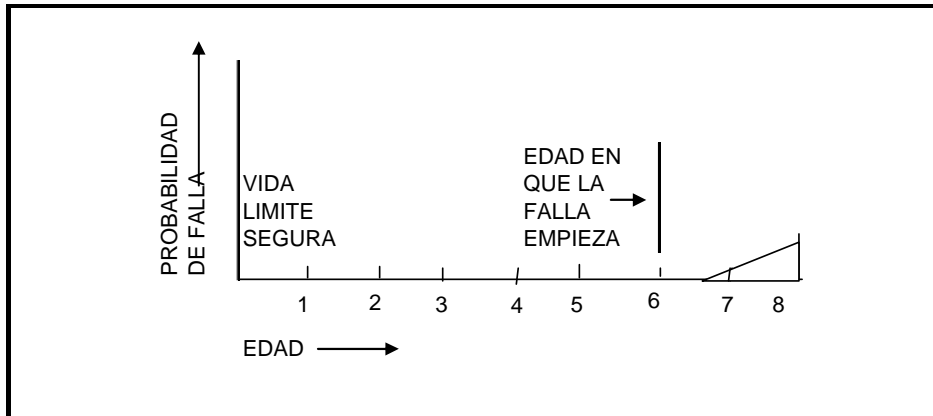 PROBABILIDAD
DE FALLA
VIDA
LIMITE
SEGURA
EDAD EN
QUE LA
FALLA
EMPIEZA
1 2 3 4 5 6 7 8
EDAD